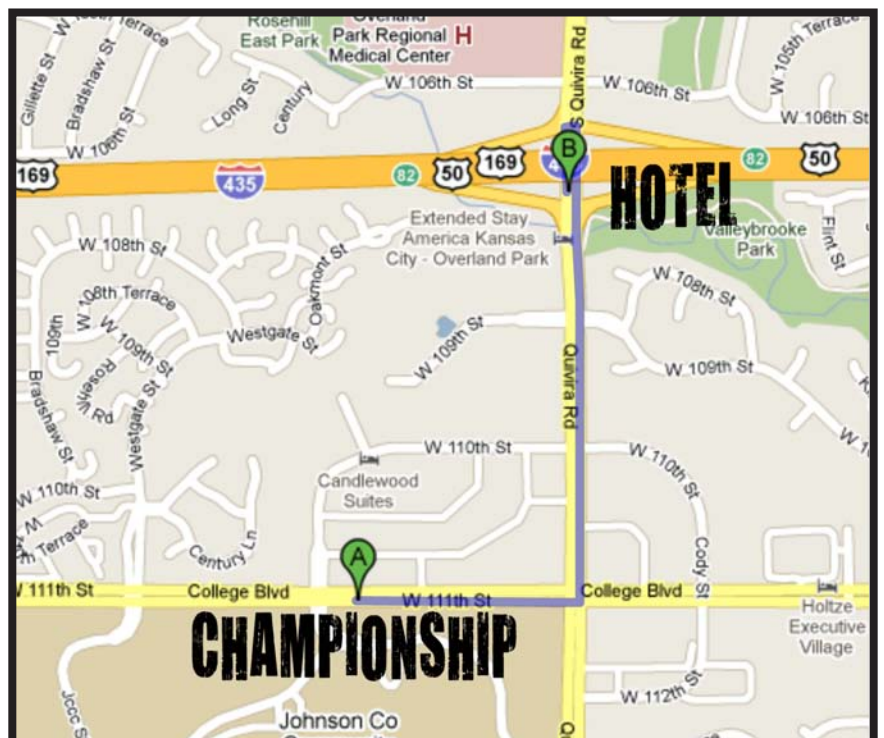 W 105th Terrace
Gillette St
Bradshaw St
W 106th St
Rosehill
East Park
Overland
Park Regional
Medical Center
H
Long St
Century
W 106th St
S Quivira Rd
W 106th St
W 105th Terrace
W 106th St
169
435
82
50
169
B
82
50
HOTEL
Extended Stay
America Kansas
City - Overland Park
Valleybrooke
Park
Flint St
W 108th St
Oakmont St
W 108th St
W 108th Terrace
109th
W 109th St
Westgate St
W 109th St
W 109th St
Quivira Rd
Bradshaw St
Westgate St
W 110th St
Candlewood
Suites
W 110th St
W 110th St
Terrace
Century Ln
A
Cody St
W 111th St
College Blvd
W 111th St
College Blvd
Holtze
Executive
Village
CHAMPIONSHIP
W 112th St
Jccc S
Johnson Co